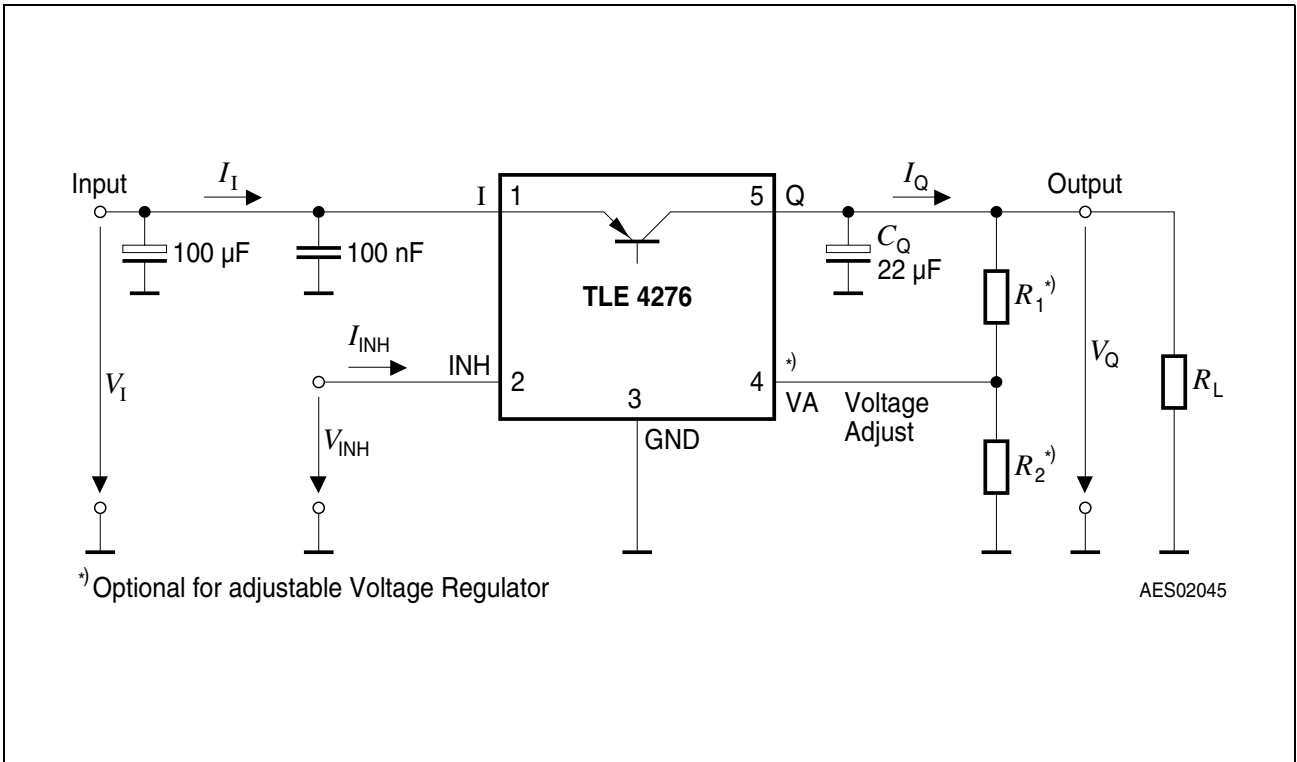 Input
I_I
I
1
5
Q
I_Q
Output
100 µF
100 nF
C_Q
22 µF
TLE 4276
R_1*)
I_INH
INH
2
3
4
*)
VA
Voltage
Adjust
V_I
V_INH
GND
R_2*)
V_Q
R_L
*)Optional for adjustable Voltage Regulator
AES02045